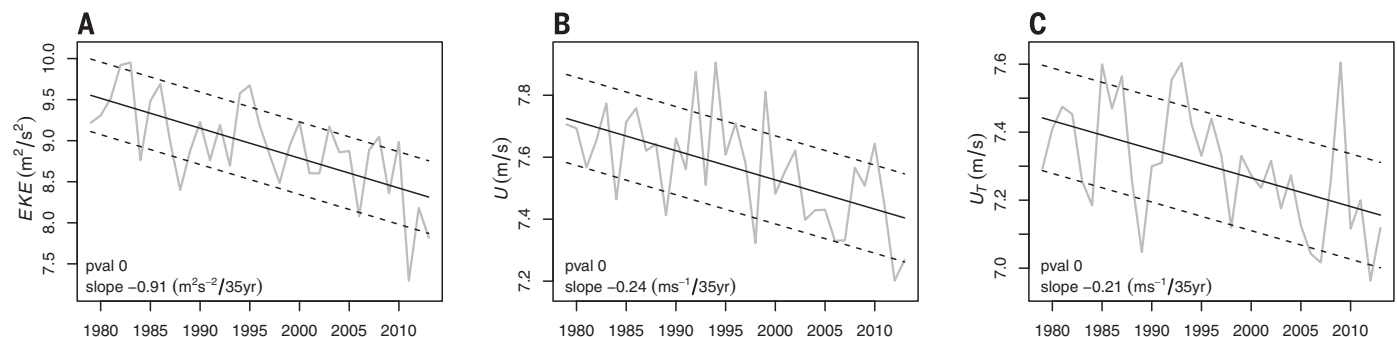 A
EKE (m²/s²)
10.0
9.5
9.0
8.5
8.0
7.5
pval 0
slope −0.91 (m²s⁻²/35yr)
1980 1985 1990 1995 2000 2005 2010
B
U (m/s)
7.8
7.6
7.4
7.2
pval 0
slope −0.24 (ms⁻¹/35yr)
1980 1985 1990 1995 2000 2005 2010
C
U_T (m/s)
7.6
7.4
7.2
7.0
pval 0
slope −0.21 (ms⁻¹/35yr)
1980 1985 1990 1995 2000 2005 2010